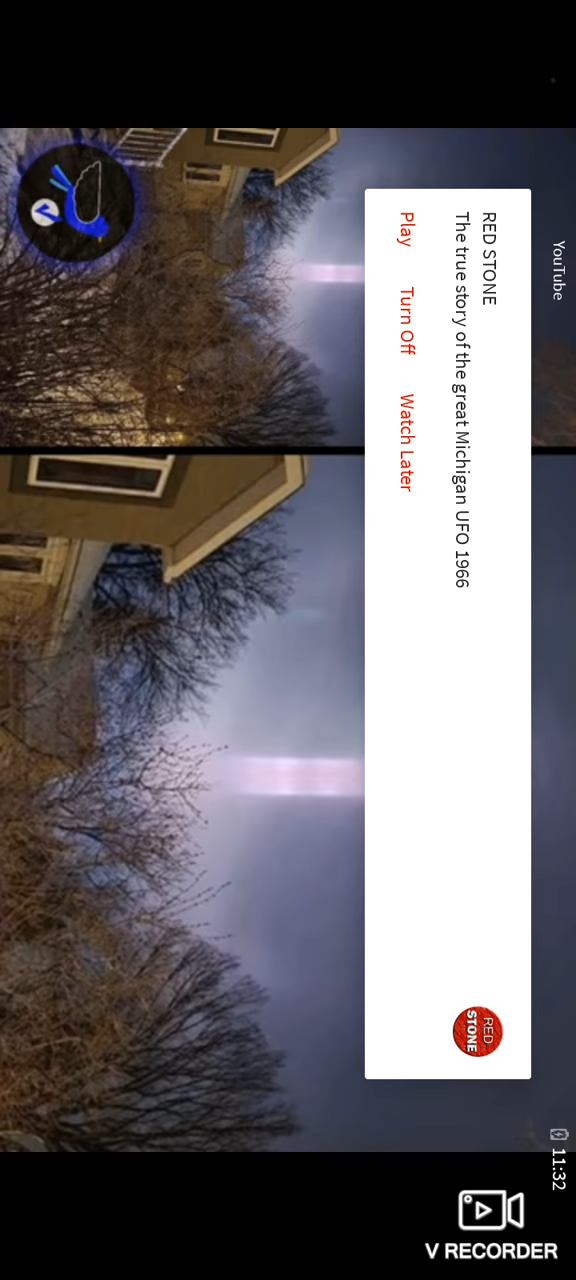 YouTube
11:32
RED STONE
The true story of the great Michigan UFO 1966
Play Turn Off Watch Later
RED
STONE
V RECORDER